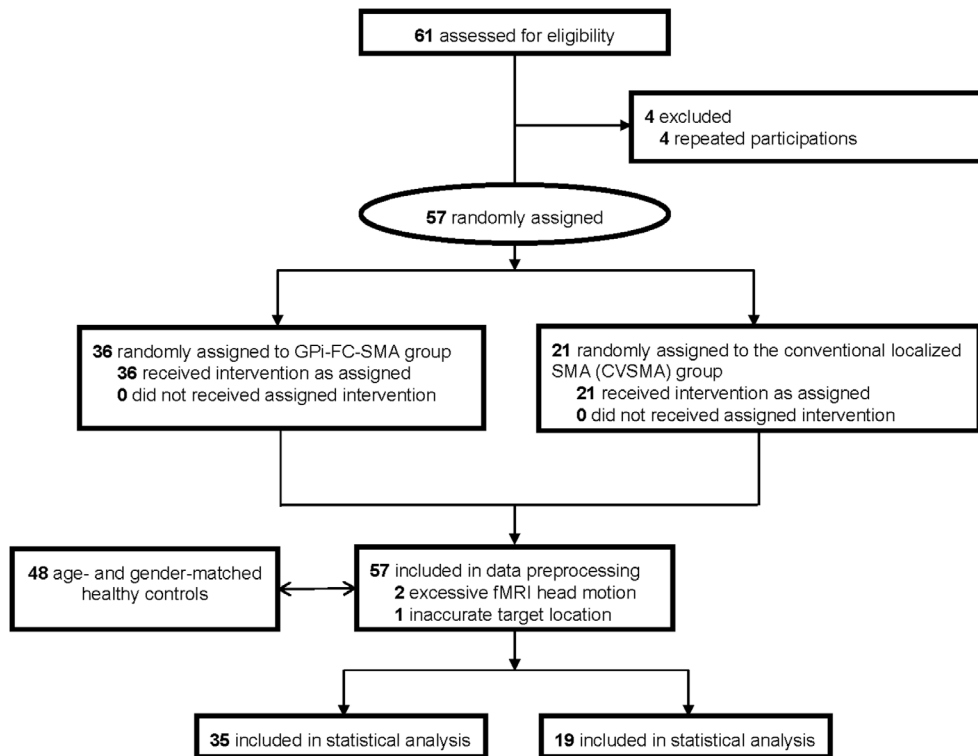 61 assessed for eligibility
4 excluded
4 repeated participations
57 randomly assigned
36 randomly assigned to GPi-FC-SMA group
36 received intervention as assigned
0 did not received assigned intervention
21 randomly assigned to the conventional localized
SMA (CVSMA) group
21 received intervention as assigned
0 did not received assigned intervention
48 age- and gender-matched
healthy controls
57 included in data preprocessing
2 excessive fMRI head motion
1 inaccurate target location
35 included in statistical analysis
19 included in statistical analysis